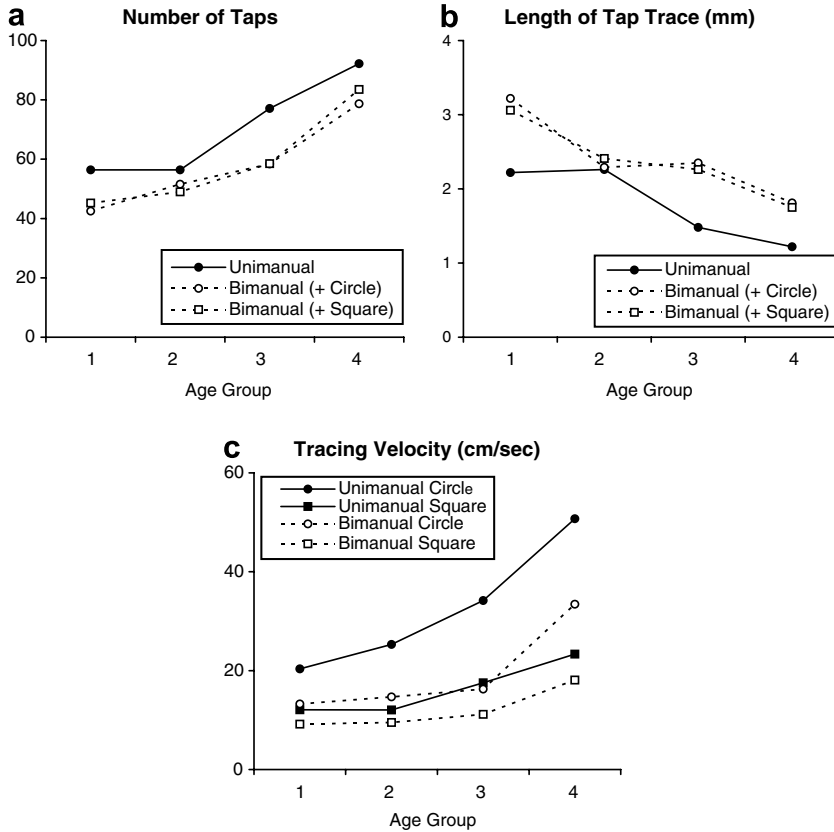 a
Number of Taps
100
80
60
40
20
0
Unimanual
Bimanual (+ Circle)
Bimanual (+ Square)
1 2 3 4
Age Group
b
Length of Tap Trace (mm)
4
3
2
1
0
Unimanual
Bimanual (+ Circle)
Bimanual (+ Square)
1 2 3 4
Age Group
c
Tracing Velocity (cm/sec)
60
40
20
0
Unimanual Circle
Unimanual Square
Bimanual Circle
Bimanual Square
1 2 3 4
Age Group